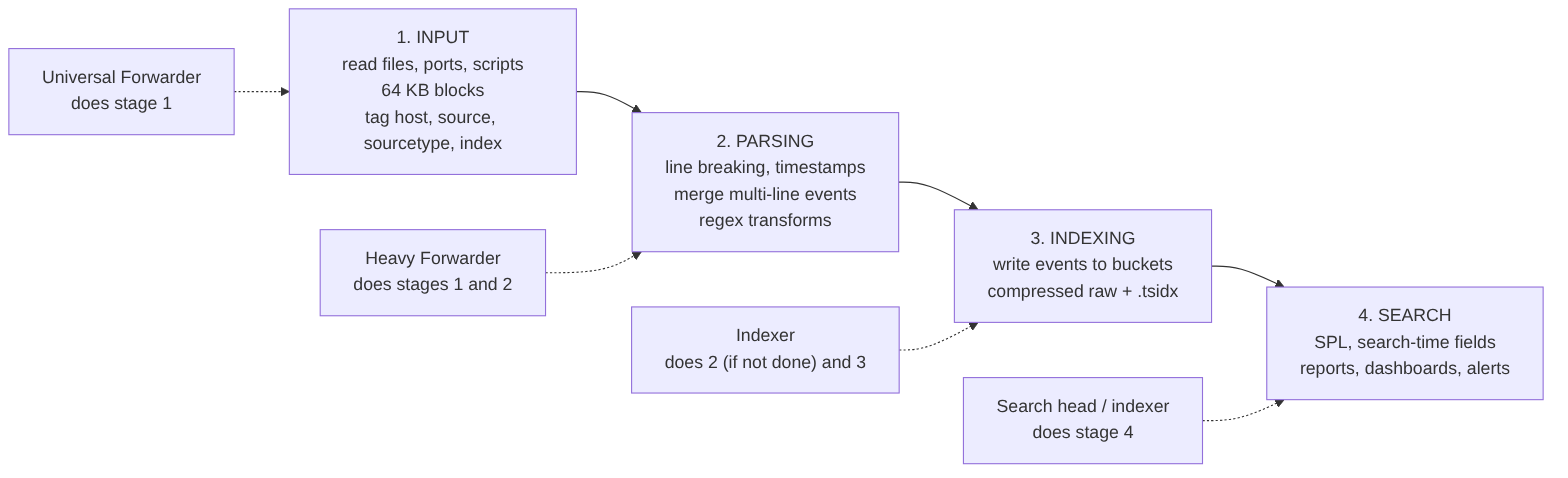 1. INPUT
read files, ports, scripts
64 KB blocks
tag host, source,
sourcetype, index
Universal Forwarder
does stage 1
2. PARSING
line breaking, timestamps
merge multi-line events
regex transforms
Heavy Forwarder
does stages 1 and 2
3. INDEXING
write events to buckets
compressed raw + .tsidx
Indexer
does 2 (if not done) and 3
4. SEARCH
SPL, search-time fields
reports, dashboards, alerts
Search head / indexer
does stage 4